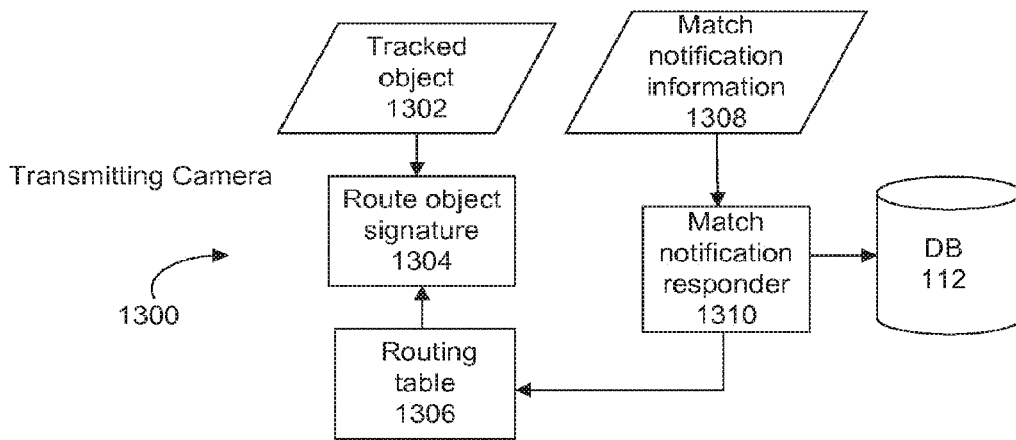 Tracked
object
1302
Match
notification
information
1308
Transmitting Camera
Route object
signature
1304
Match
notification
responder
1310
DB
112
1300
Routing
table
1306